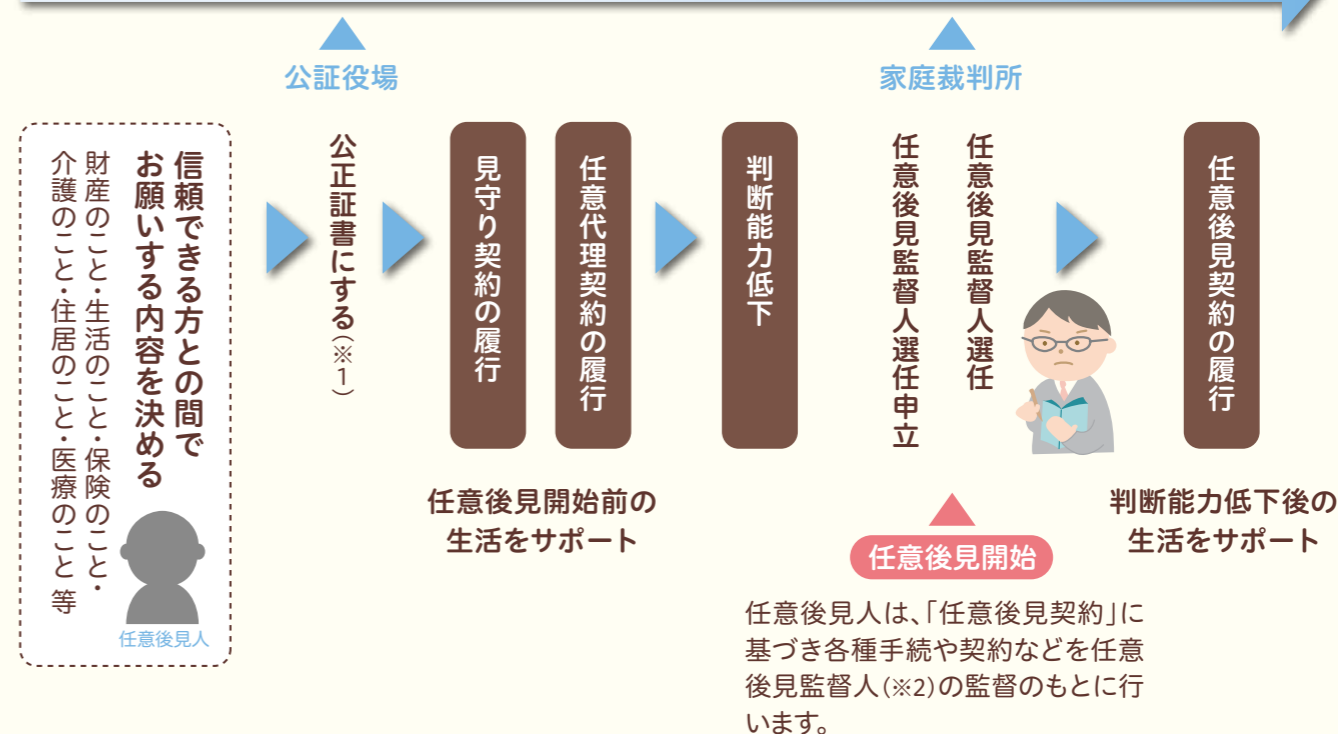 公証役場
家庭裁判所
信頼できる方との間で
お願いする内容を決める
財産のこと・生活のこと・保険のこと・
介護のこと・住居のこと・医療のこと 等
任意後見人
公正証書にする(※1)
見守り契約の履行
任意代理契約の履行
任意後見開始前の
生活をサポート
判断能力低下
任意後見監督人選任申立
任意後見監督人選任
任意後見開始
任意後見人は、「任意後見契約」に
基づき各種手続や契約などを任意
後見監督人(※2)の監督のもとに行
います。
任意後見契約の履行
判断能力低下後の
生活をサポート